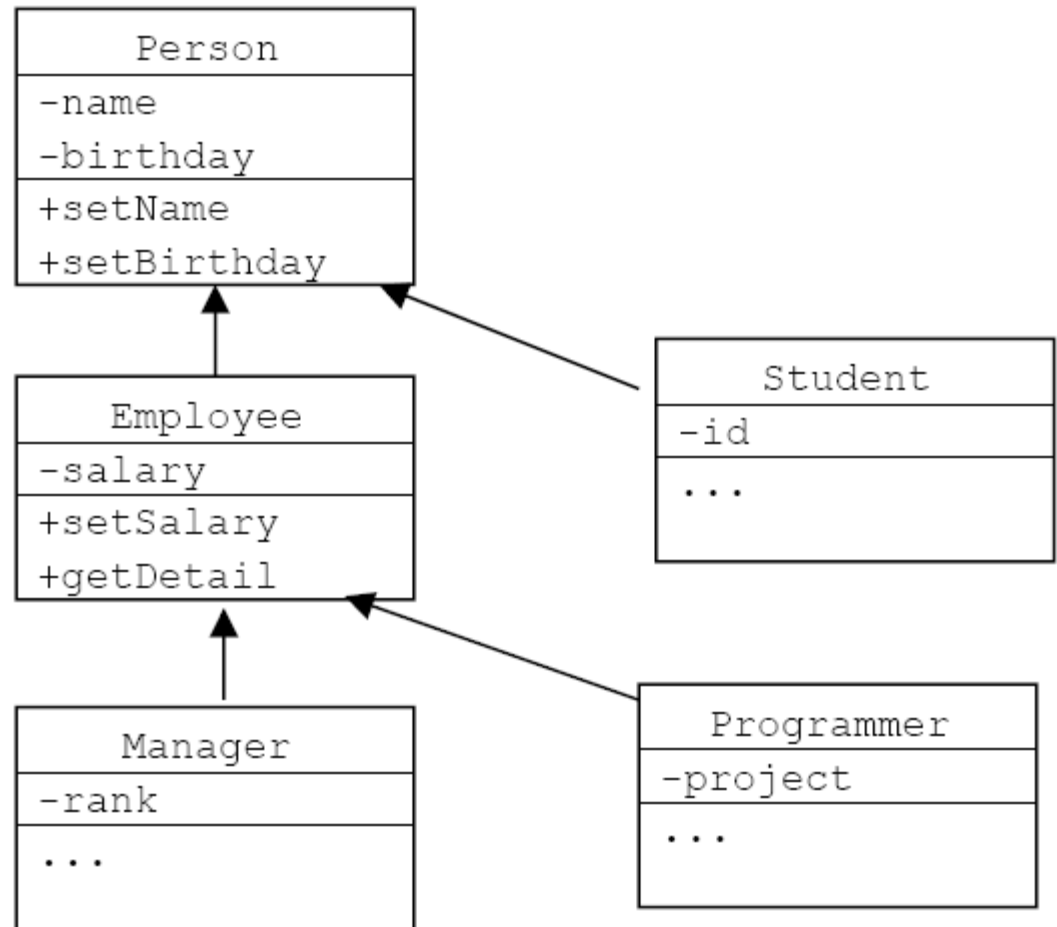 Person
-name
-birthday
+setName
+setBirthday
Employee
-salary
+setSalary
+getDetail
Student
-id
...
Manager
-rank
...
Programmer
-project
...